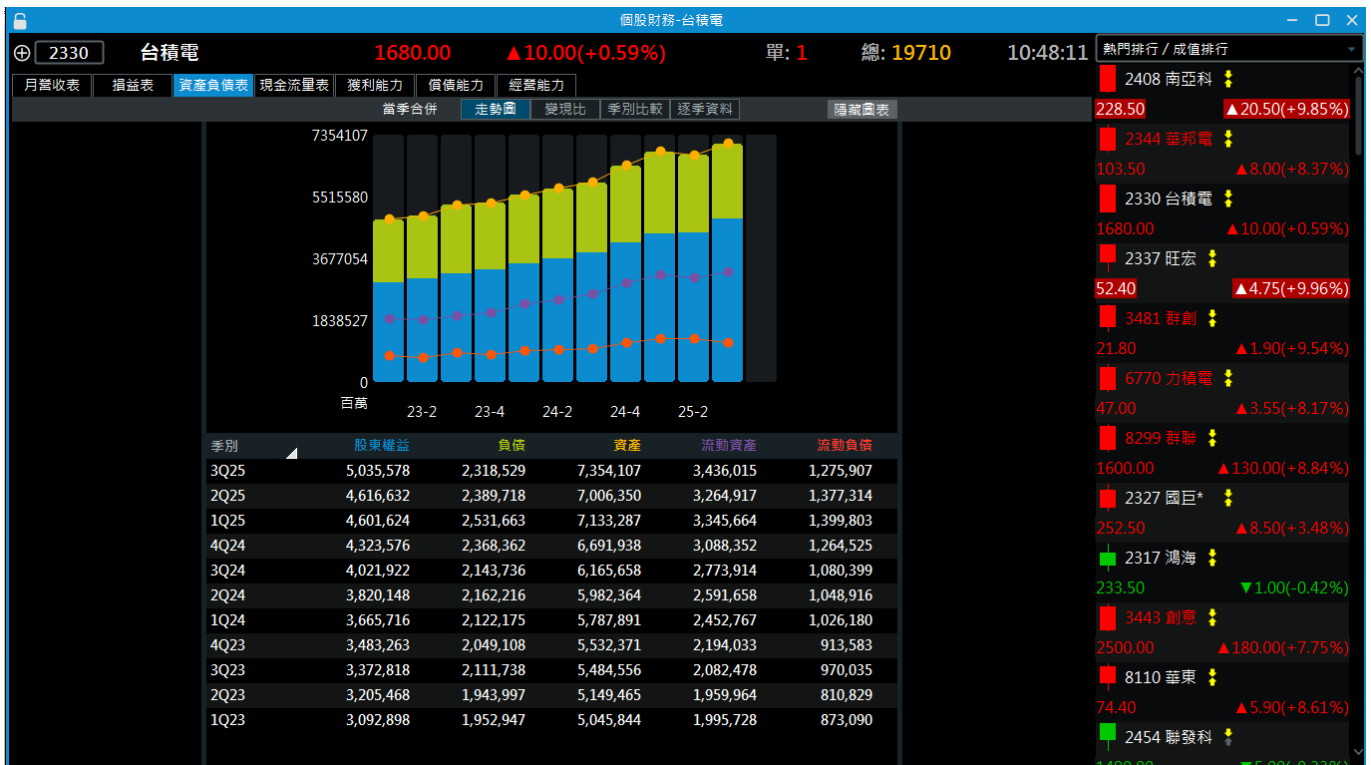 個股財務-台積電
2330 台積電 1680.00 ▲10.00(+0.59%) 單: 1 總: 19710 10:48:11
月營收表 損益表 資產負債表 現金流量表 獲利能力 償債能力 經營能力
當季合併 走勢圖 變現比 季別比較 逐季資料 隱藏圖表
7354107
5515580
3677054
1838527
0
百萬
23-2 23-4 24-2 24-4 25-2
季別 股東權益 負債 資產 流動資產 流動負債
3Q25 5,035,578 2,318,529 7,354,107 3,436,015 1,275,907
2Q25 4,616,632 2,389,718 7,006,350 3,264,917 1,377,314
1Q25 4,601,624 2,531,663 7,133,287 3,345,664 1,399,803
4Q24 4,323,576 2,368,362 6,691,938 3,088,352 1,264,525
3Q24 4,021,922 2,143,736 6,165,658 2,773,914 1,080,399
2Q24 3,820,148 2,162,216 5,982,364 2,591,658 1,048,916
1Q24 3,665,716 2,122,175 5,787,891 2,452,767 1,026,180
4Q23 3,483,263 2,049,108 5,532,371 2,194,033 913,583
3Q23 3,372,818 2,111,738 5,484,556 2,082,478 970,035
2Q23 3,205,468 1,943,997 5,149,465 1,959,964 810,829
1Q23 3,092,898 1,952,947 5,045,844 1,995,728 873,090
熱門排行 / 成值排行
2408 南亞科
228.50 ▲20.50(+9.85%)
2344 華邦電
103.50 ▲8.00(+8.37%)
2330 台積電
1680.00 ▲10.00(+0.59%)
2337 旺宏
52.40 ▲4.75(+9.96%)
3481 群創
21.80 ▲1.90(+9.54%)
6770 力積電
47.00 ▲3.55(+8.17%)
8299 群聯
1600.00 ▲130.00(+8.84%)
2327 國巨*
252.50 ▲8.50(+3.48%)
2317 鴻海
233.50 ▼1.00(-0.42%)
3443 創意
2500.00 ▲180.00(+7.75%)
8110 華東
74.40 ▲5.90(+8.61%)
2454 聯發科